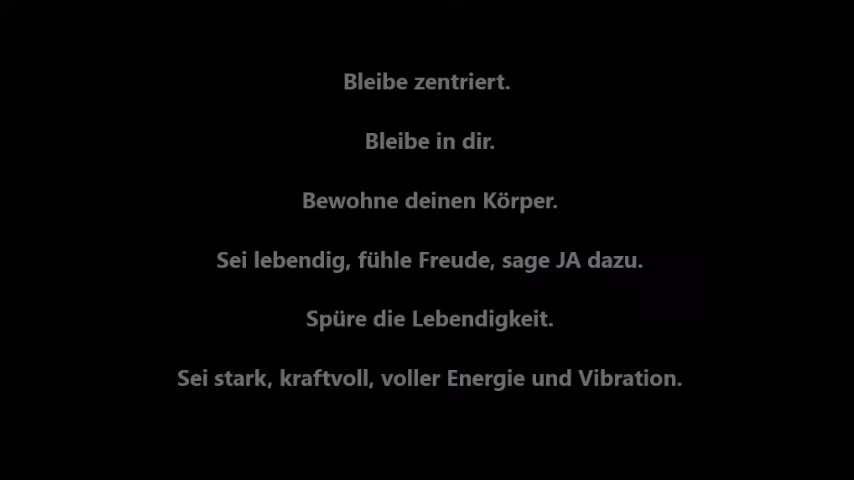 Bleibe zentriert.
Bleibe in dir.
Bewohne deinen Körper.
Sei lebendig, fühle Freude, sage JA dazu.
Spüre die Lebendigkeit.
Sei stark, kraftvoll, voller Energie und Vibration.